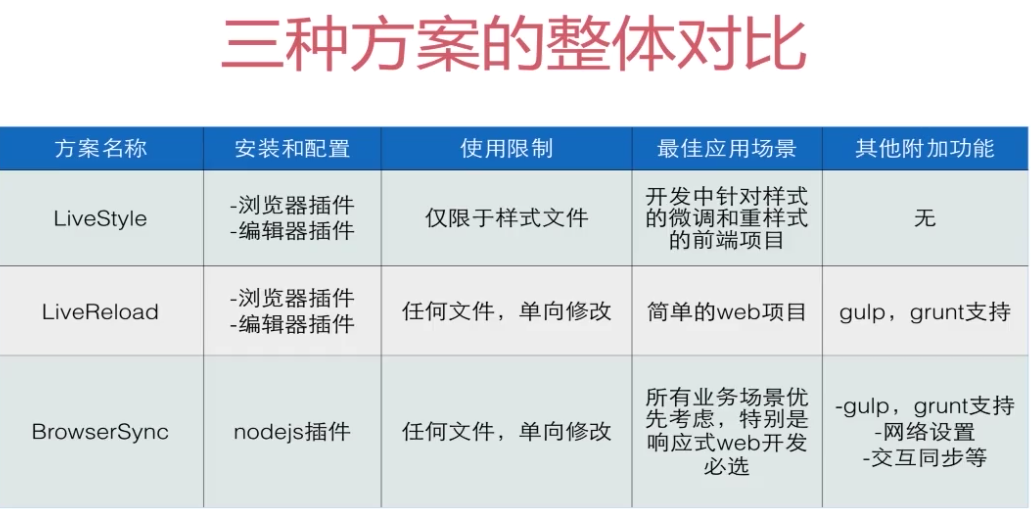 三种方案的整体对比
方案名称
安装和配置
使用限制
最佳应用场景
其他附加功能
LiveStyle
-浏览器插件
-编辑器插件
仅限于样式文件
开发中针对样式
的微调和重样式
的前端项目
无
LiveReload
-浏览器插件
-编辑器插件
任何文件，单向修改
简单的web项目
gulp，grunt支持
BrowserSync
nodejs插件
任何文件，单向修改
所有业务场景优
先考虑，特别是
响应式web开发
必选
-gulp，grunt支持
-网络设置
-交互同步等